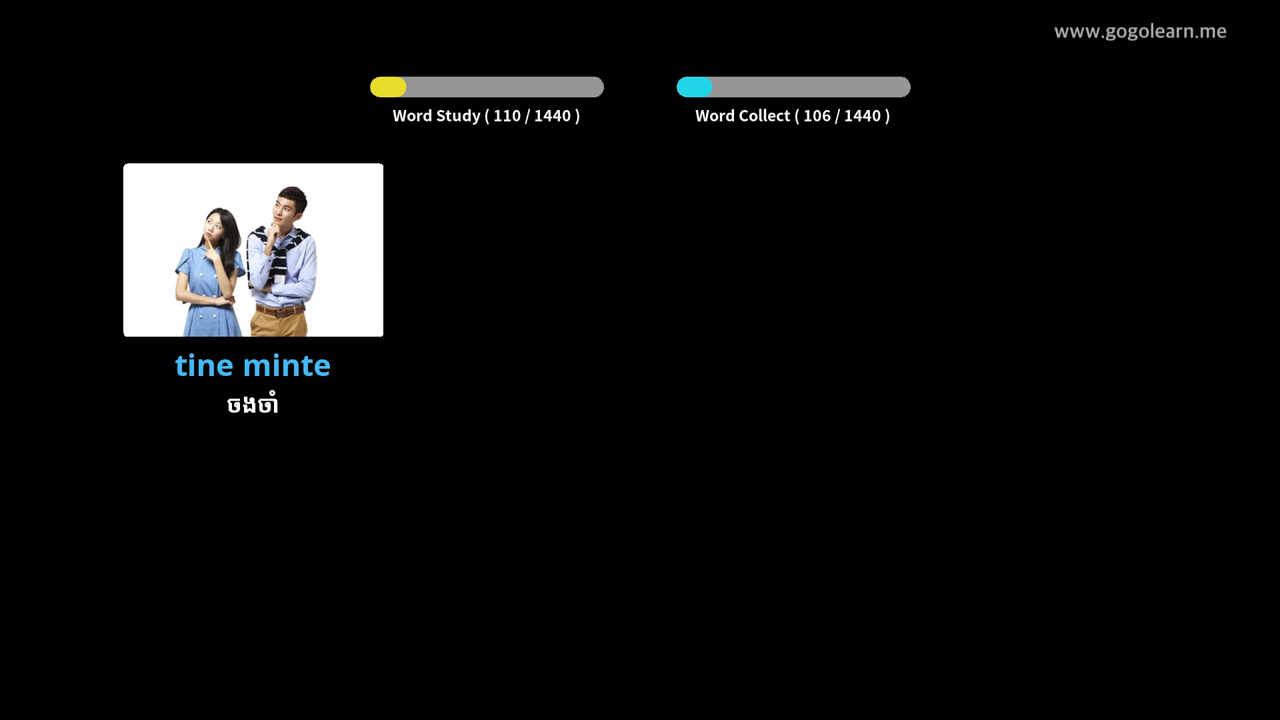 www.gogolearn.me
Word Study ( 110 / 1440 )
Word Collect ( 106 / 1440 )
tine minte
ចងចាំ